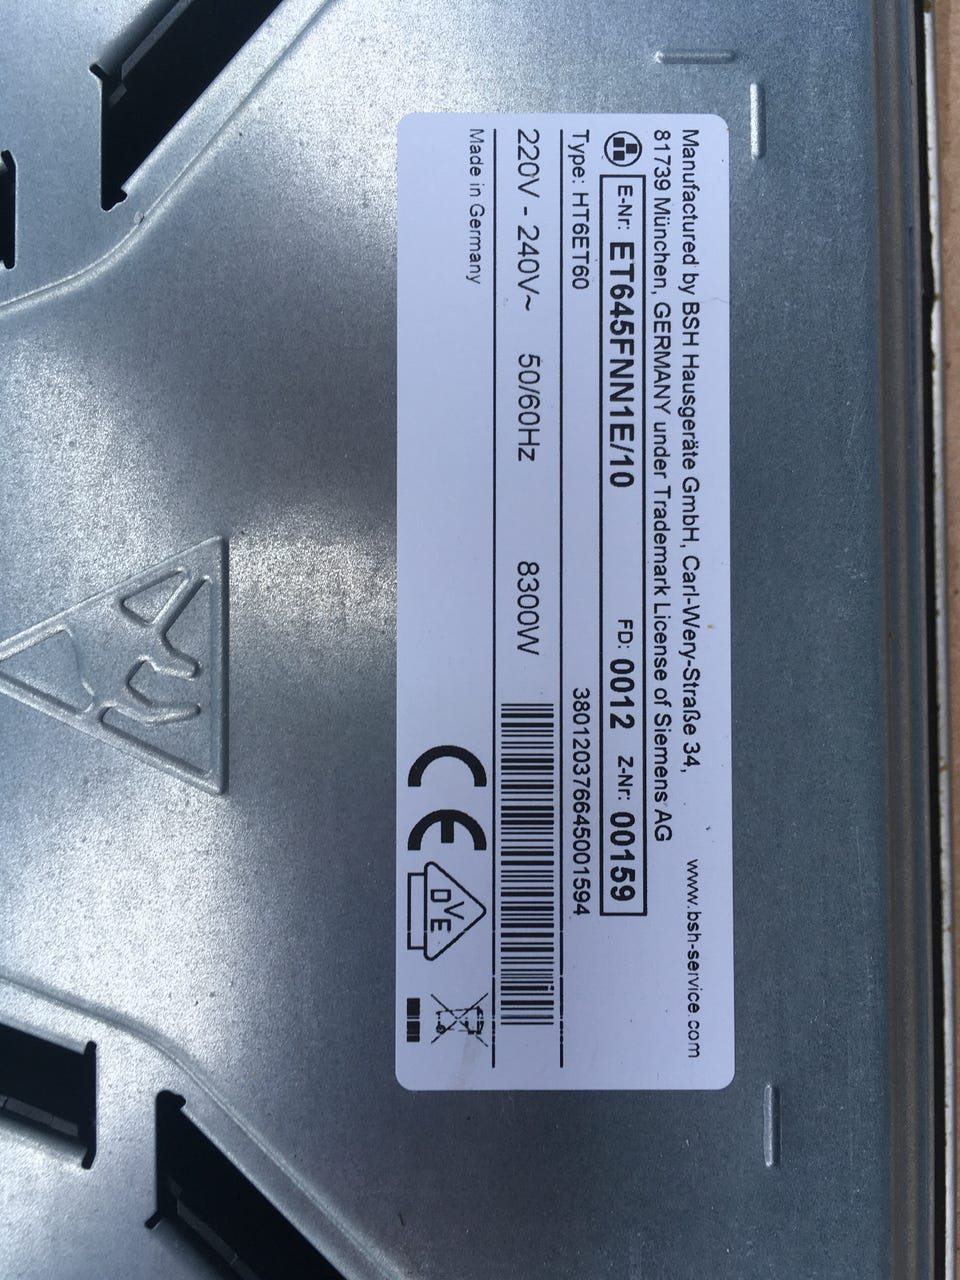 Manufactured by BSH Hausgeräte GmbH, Carl-Wery-Straße 34, www.bsh-service.com
81739 München, GERMANY under Trademark License of Siemens AG
E-Nr: ET645FNN1E/10 FD: 0012 Z-Nr: 00159
Type: HT6ET60 380120376645001594
220V - 240V~ 50/60Hz 8300W
Made in Germany CE DVE